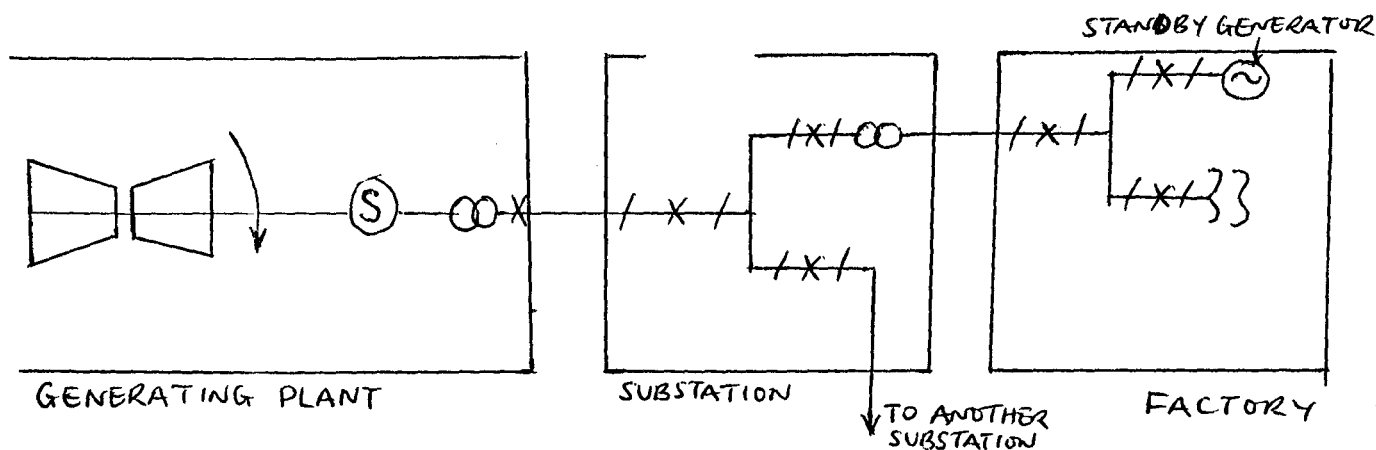 STANDBY GENERATOR
S
GENERATING PLANT
SUBSTATION
TO ANOTHER
SUBSTATION
FACTORY